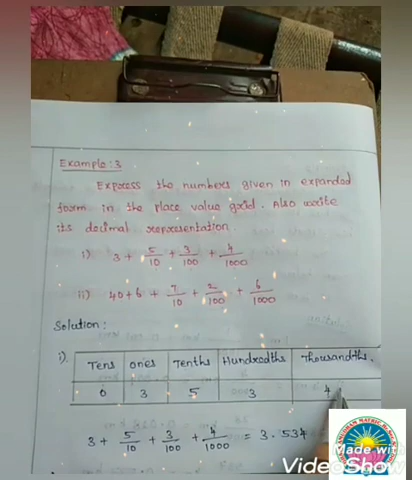 Example : 3
Express the numbers given in expanded
form in the place value grid. Also write
its decimal representation.
i) 3 + 5/10 + 3/100 + 4/1000
ii) 40 + 6 + 7/10 + 2/100 + 6/1000
Solution :
i).
Tens ones Tenths Hundredths Thousandths.
0 3 5 3 4
3 + 5/10 + 3/100 + 4/1000 = 3.534
Made with
VideoShow